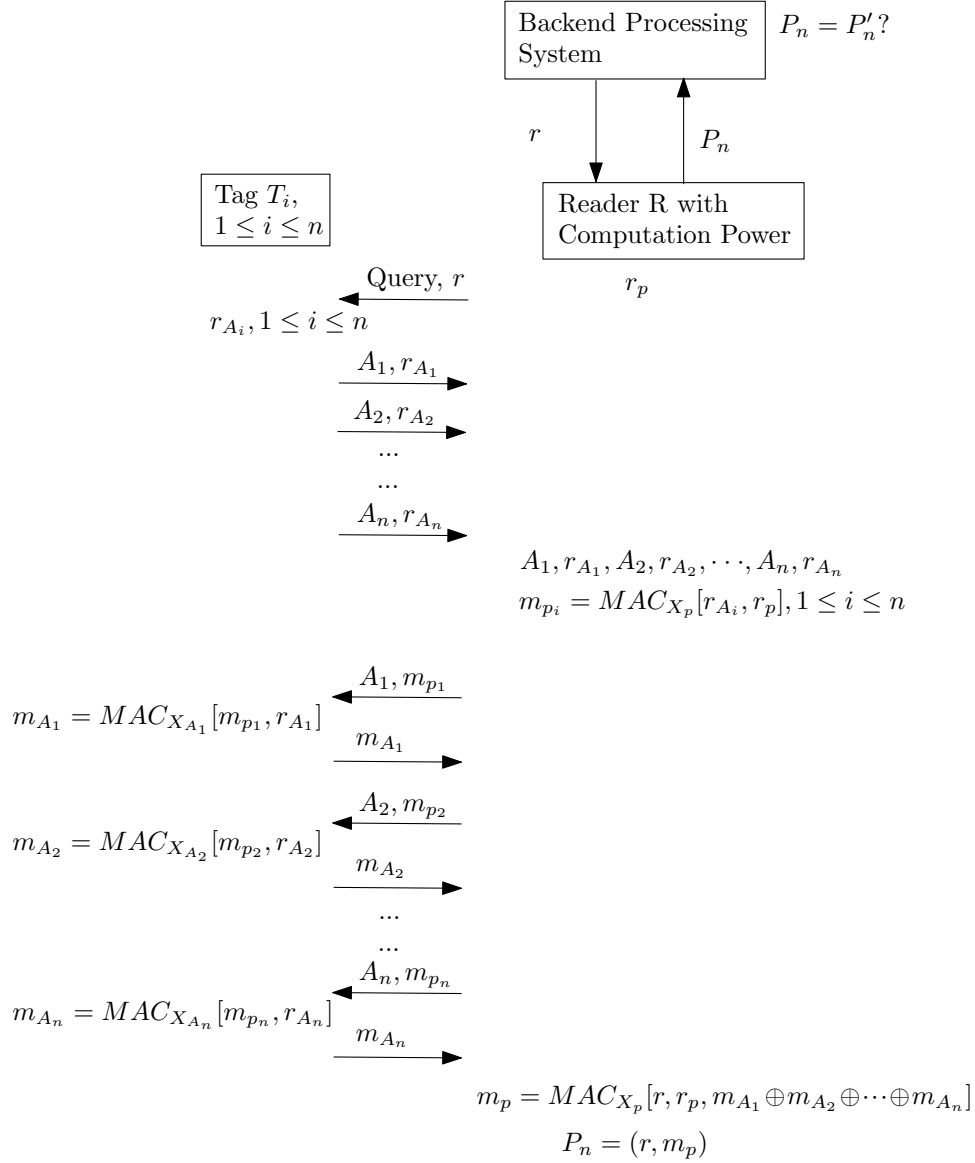 Backend Processing
System
P_n = P'_n?
r
P_n
Tag T_i,
1 ≤ i ≤ n
Reader R with
Computation Power
Query, r
r_p
r_{A_i}, 1 ≤ i ≤ n
A_1, r_{A_1}
A_2, r_{A_2}
...
...
A_n, r_{A_n}
A_1, r_{A_1}, A_2, r_{A_2}, ···, A_n, r_{A_n}
m_{p_i} = MAC_{X_p}[r_{A_i}, r_p], 1 ≤ i ≤ n
A_1, m_{p_1}
m_{A_1} = MAC_{X_{A_1}}[m_{p_1}, r_{A_1}]
m_{A_1}
A_2, m_{p_2}
m_{A_2} = MAC_{X_{A_2}}[m_{p_2}, r_{A_2}]
m_{A_2}
...
...
A_n, m_{p_n}
m_{A_n} = MAC_{X_{A_n}}[m_{p_n}, r_{A_n}]
m_{A_n}
m_p = MAC_{X_p}[r, r_p, m_{A_1} ⊕ m_{A_2} ⊕ ··· ⊕ m_{A_n}]
P_n = (r, m_p)